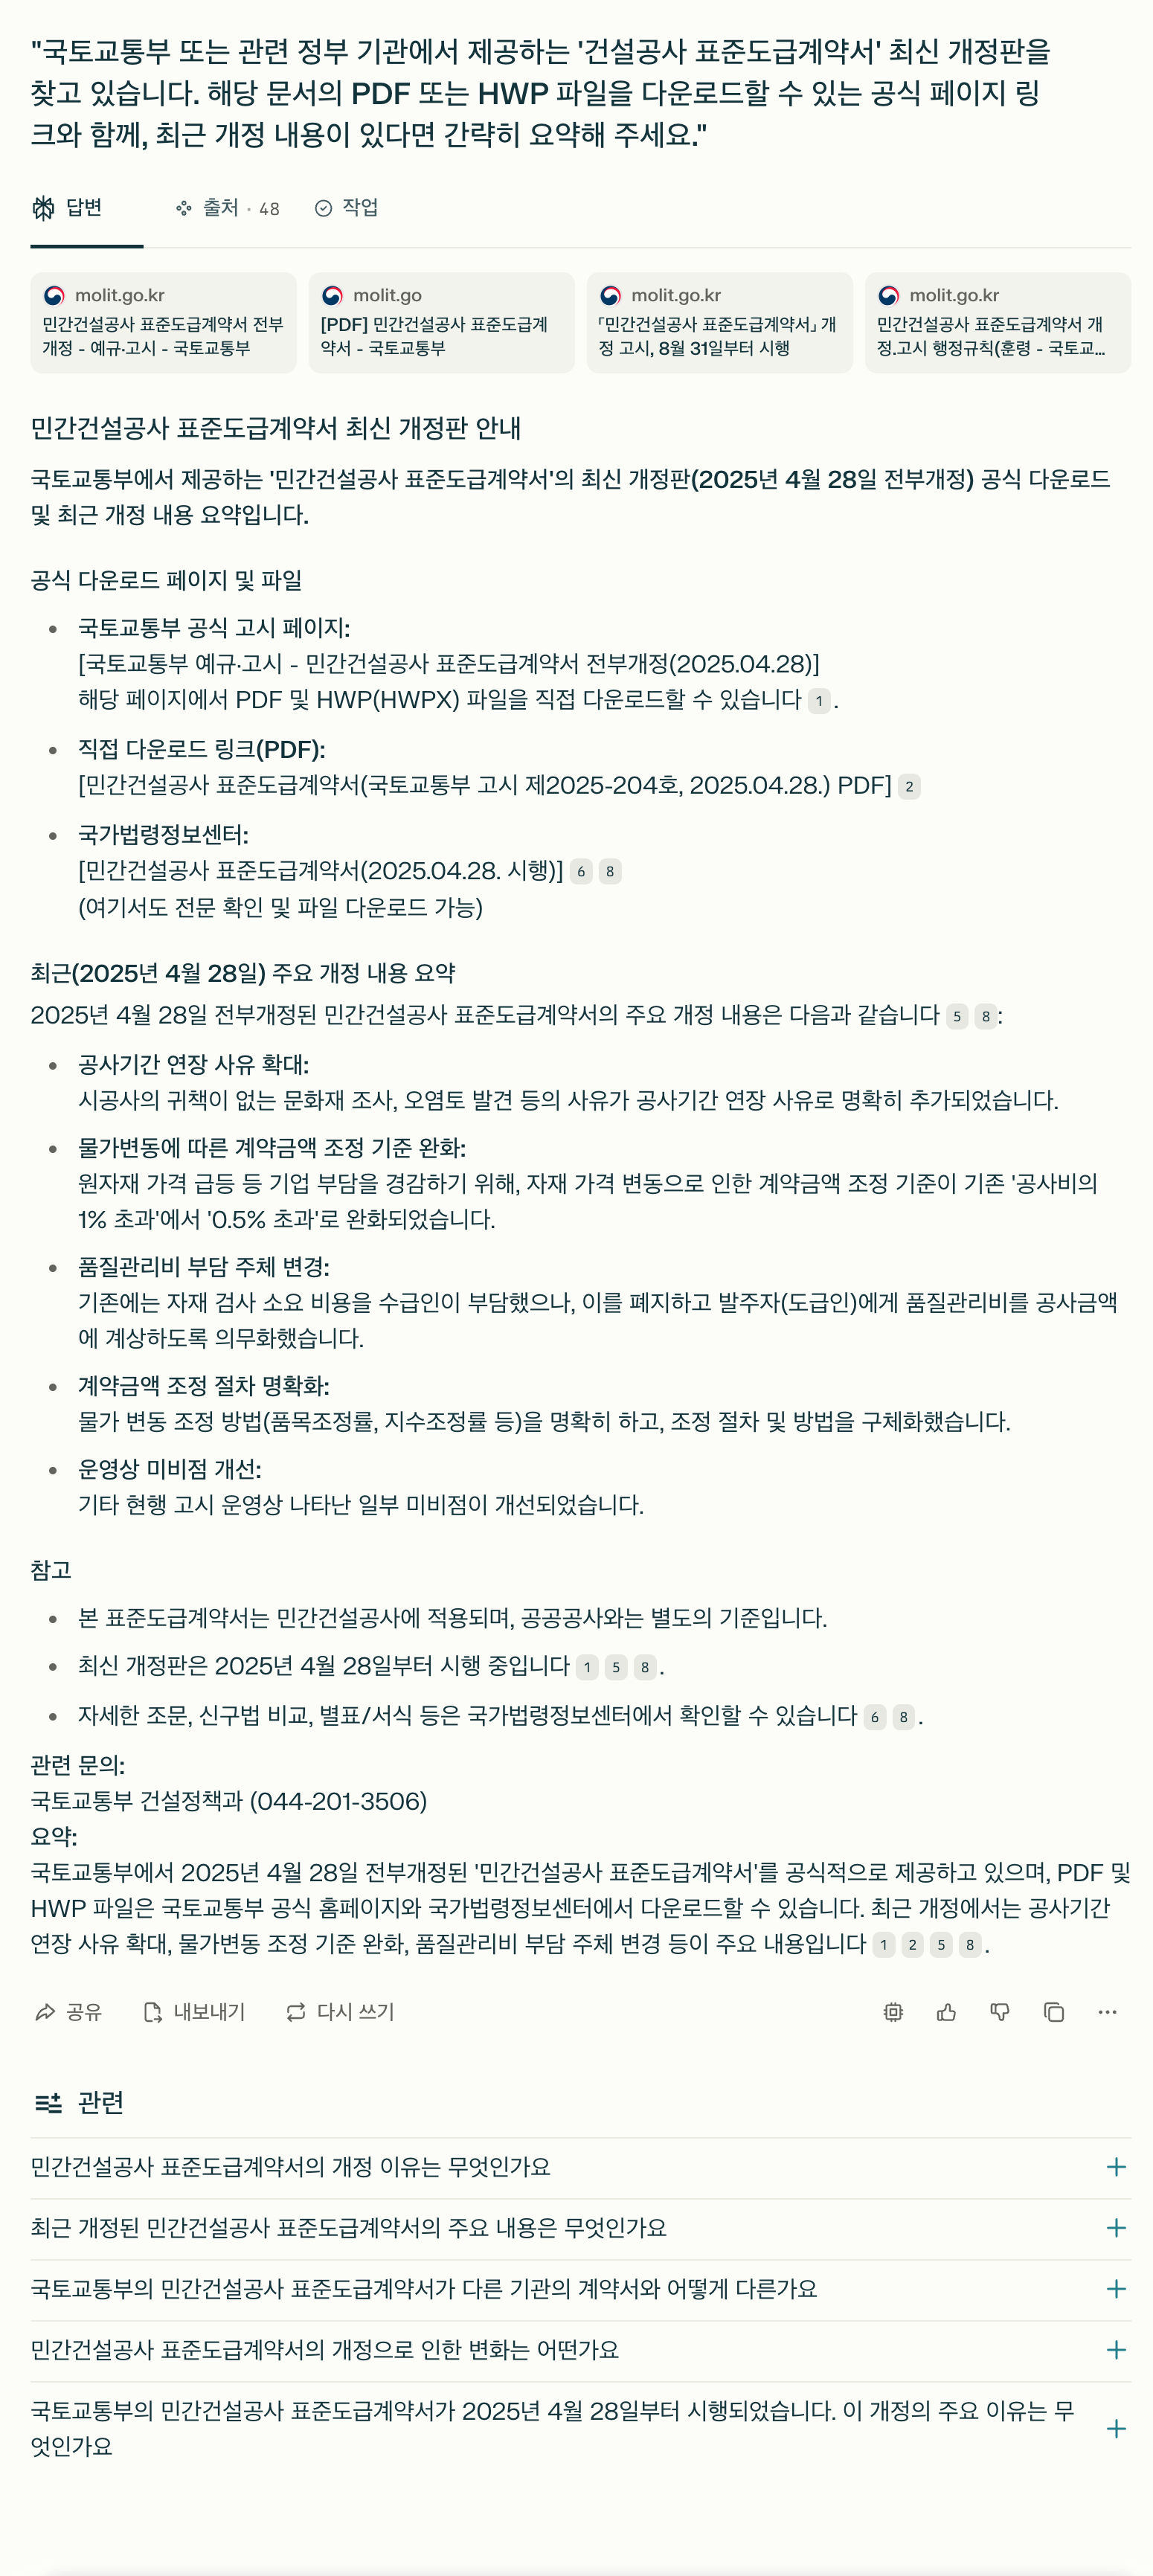 "국토교통부 또는 관련 정부 기관에서 제공하는 '건설공사 표준도급계약서' 최신 개정판을
찾고 있습니다. 해당 문서의 PDF 또는 HWP 파일을 다운로드할 수 있는 공식 페이지 링
크와 함께, 최근 개정 내용이 있다면 간략히 요약해 주세요."
답변 출처 · 48 작업
molit.go.kr
민간건설공사 표준도급계약서 전부
개정 - 예규·고시 - 국토교통부
molit.go
[PDF] 민간건설공사 표준도급계
약서 - 국토교통부
molit.go.kr
「민간건설공사 표준도급계약서」 개
정 고시, 8월 31일부터 시행
molit.go.kr
민간건설공사 표준도급계약서 개
정.고시 행정규칙(훈령 - 국토교...
민간건설공사 표준도급계약서 최신 개정판 안내
국토교통부에서 제공하는 '민간건설공사 표준도급계약서'의 최신 개정판(2025년 4월 28일 전부개정) 공식 다운로드
및 최근 개정 내용 요약입니다.
공식 다운로드 페이지 및 파일
• 국토교통부 공식 고시 페이지:
[국토교통부 예규·고시 - 민간건설공사 표준도급계약서 전부개정(2025.04.28)]
해당 페이지에서 PDF 및 HWP(HWPX) 파일을 직접 다운로드할 수 있습니다 1 .
• 직접 다운로드 링크(PDF):
[민간건설공사 표준도급계약서(국토교통부 고시 제2025-204호, 2025.04.28.) PDF] 2
• 국가법령정보센터:
[민간건설공사 표준도급계약서(2025.04.28. 시행)] 6 8
(여기서도 전문 확인 및 파일 다운로드 가능)
최근(2025년 4월 28일) 주요 개정 내용 요약
2025년 4월 28일 전부개정된 민간건설공사 표준도급계약서의 주요 개정 내용은 다음과 같습니다 5 8 :
• 공사기간 연장 사유 확대:
시공사의 귀책이 없는 문화재 조사, 오염토 발견 등의 사유가 공사기간 연장 사유로 명확히 추가되었습니다.
• 물가변동에 따른 계약금액 조정 기준 완화:
원자재 가격 급등 등 기업 부담을 경감하기 위해, 자재 가격 변동으로 인한 계약금액 조정 기준이 기존 '공사비의
1% 초과'에서 '0.5% 초과'로 완화되었습니다.
• 품질관리비 부담 주체 변경:
기존에는 자재 검사 소요 비용을 수급인이 부담했으나, 이를 폐지하고 발주자(도급인)에게 품질관리비를 공사금액
에 계상하도록 의무화했습니다.
• 계약금액 조정 절차 명확화:
물가 변동 조정 방법(품목조정률, 지수조정률 등)을 명확히 하고, 조정 절차 및 방법을 구체화했습니다.
• 운영상 미비점 개선:
기타 현행 고시 운영상 나타난 일부 미비점이 개선되었습니다.
참고
• 본 표준도급계약서는 민간건설공사에 적용되며, 공공공사와는 별도의 기준입니다.
• 최신 개정판은 2025년 4월 28일부터 시행 중입니다 1 5 8 .
• 자세한 조문, 신구법 비교, 별표/서식 등은 국가법령정보센터에서 확인할 수 있습니다 6 8 .
관련 문의:
국토교통부 건설정책과 (044-201-3506)
요약:
국토교통부에서 2025년 4월 28일 전부개정된 '민간건설공사 표준도급계약서'를 공식적으로 제공하고 있으며, PDF 및
HWP 파일은 국토교통부 공식 홈페이지와 국가법령정보센터에서 다운로드할 수 있습니다. 최근 개정에서는 공사기간
연장 사유 확대, 물가변동 조정 기준 완화, 품질관리비 부담 주체 변경 등이 주요 내용입니다 1 2 5 8 .
공유 내보내기 다시 쓰기
관련
민간건설공사 표준도급계약서의 개정 이유는 무엇인가요
최근 개정된 민간건설공사 표준도급계약서의 주요 내용은 무엇인가요
국토교통부의 민간건설공사 표준도급계약서가 다른 기관의 계약서와 어떻게 다른가요
민간건설공사 표준도급계약서의 개정으로 인한 변화는 어떤가요
국토교통부의 민간건설공사 표준도급계약서가 2025년 4월 28일부터 시행되었습니다. 이 개정의 주요 이유는 무
엇인가요